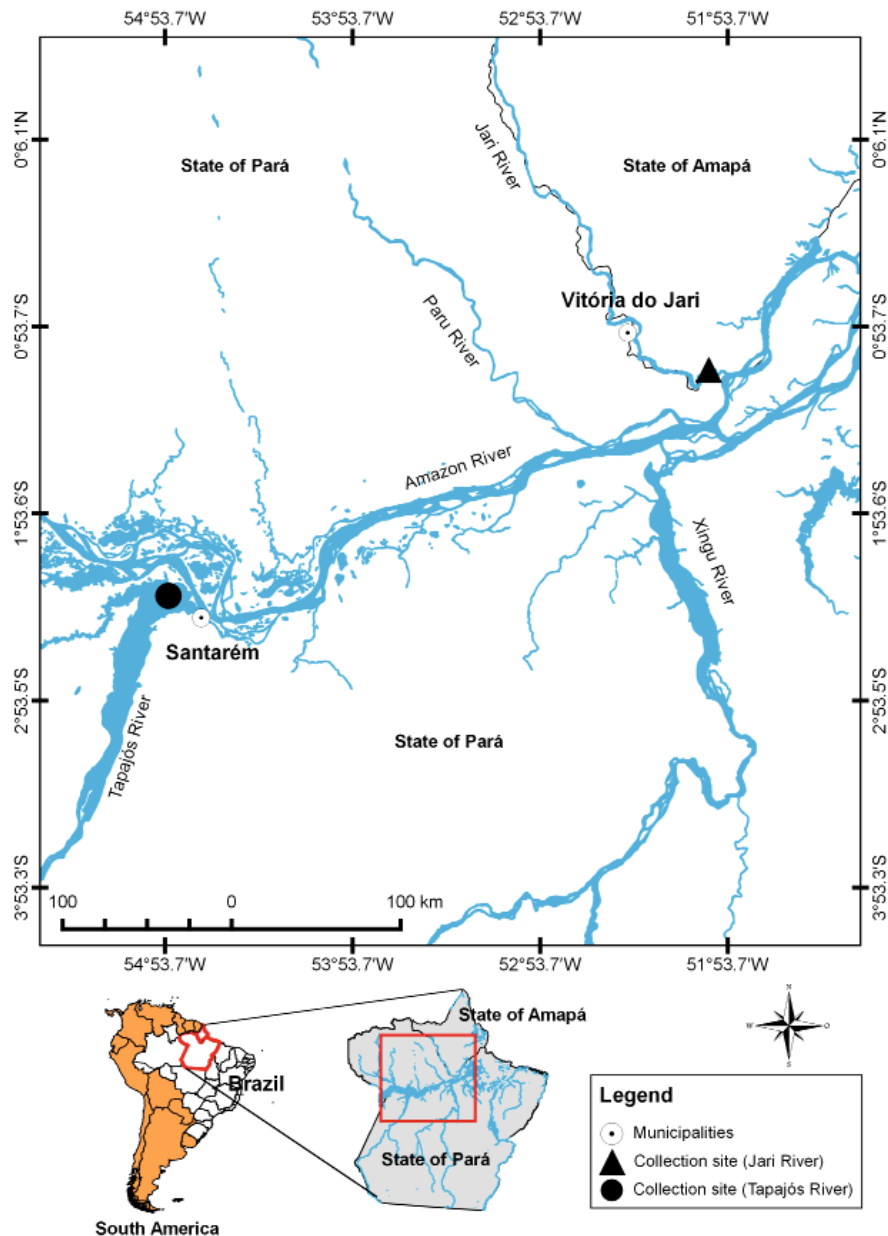 54°53.7'W 53°53.7'W 52°53.7'W 51°53.7'W
0°6.1'N
0°6.1'N
State of Pará
Jari River
State of Amapá
Vitória do Jari
0°53.7'S
0°53.7'S
Paru River
Amazon River
1°53.6'S
1°53.6'S
Xingu River
Santarém
2°53.5'S
2°53.5'S
Tapajós River
State of Pará
3°53.3'S
3°53.3'S
100 0 100 km
54°53.7'W 53°53.7'W 52°53.7'W 51°53.7'W
State of Amapá
Brazil
State of Pará
South America
N
W O
S
Legend
Municipalities
Collection site (Jari River)
Collection site (Tapajós River)